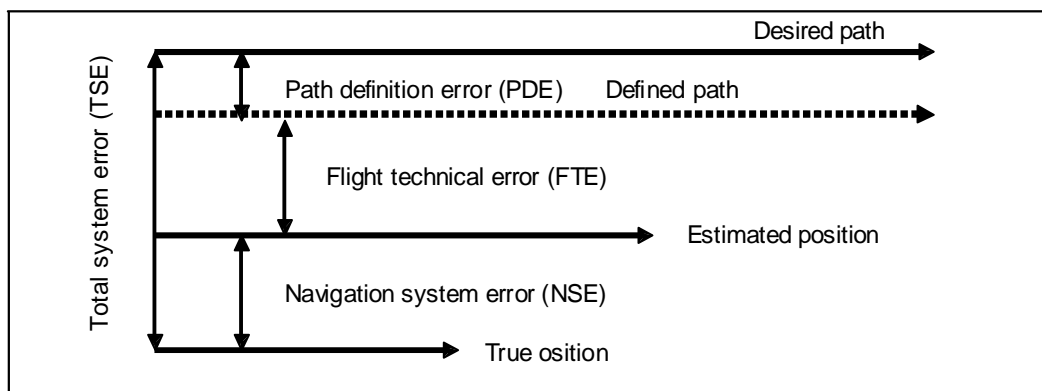 Desired path
Path definition error (PDE) Defined path
Flight technical error (FTE)
Total system error (TSE)
Estimated position
Navigation system error (NSE)
True osition